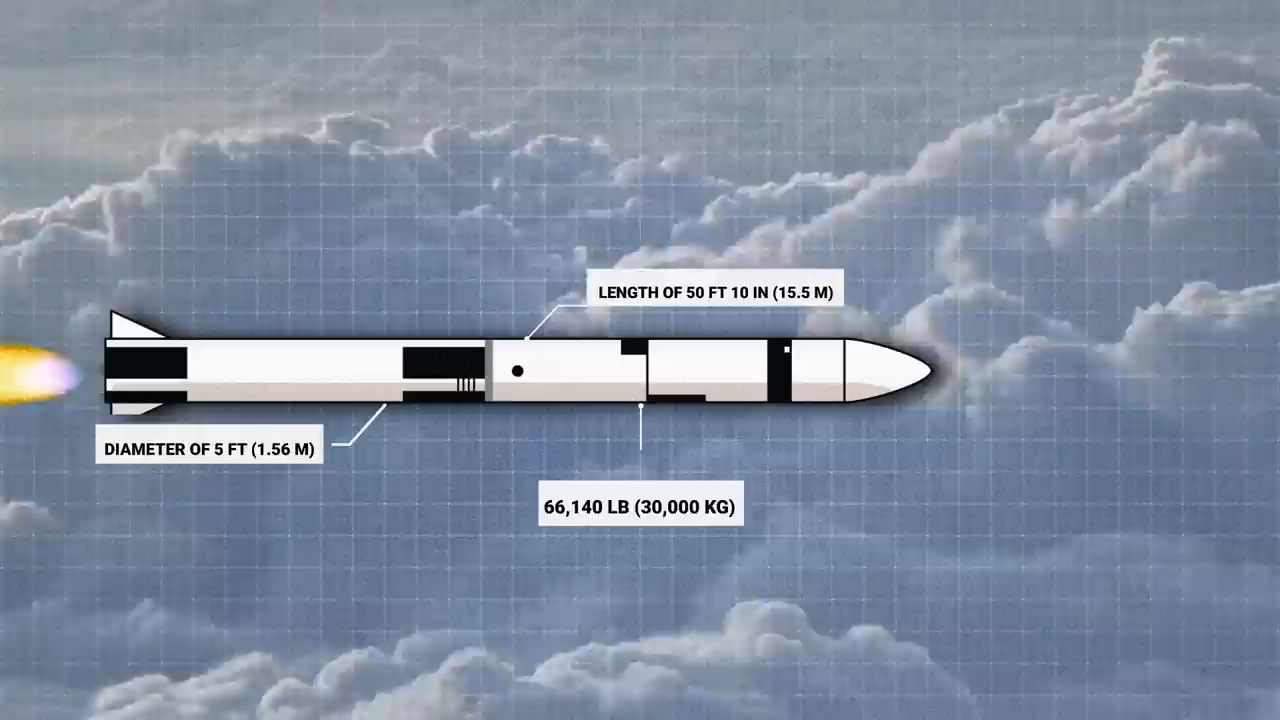 LENGTH OF 50 FT 10 IN (15.5 M)
DIAMETER OF 5 FT (1.56 M)
66,140 LB (30,000 KG)